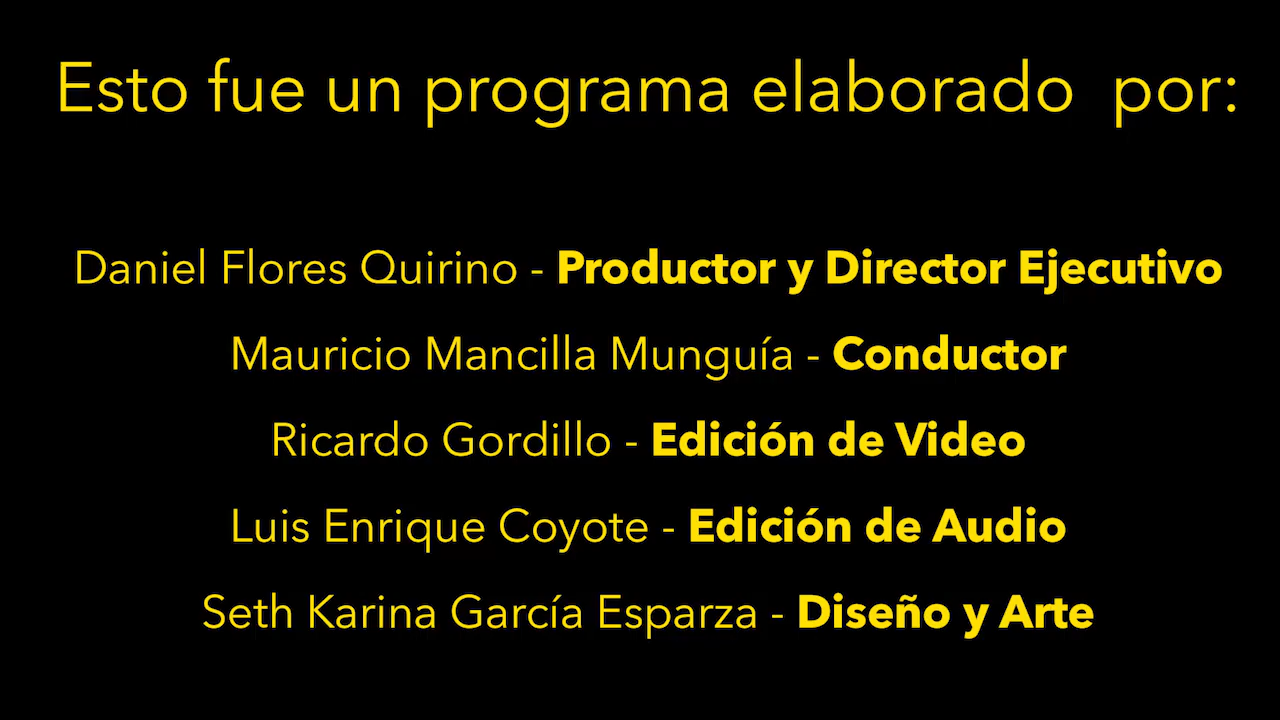 Esto fue un programa elaborado  por:
Daniel Flores Quirino - Productor y Director Ejecutivo
Mauricio Mancilla Munguía - Conductor
Ricardo Gordillo - Edición de Video
Luis Enrique Coyote - Edición de Audio
Seth Karina García Esparza - Diseño y Arte